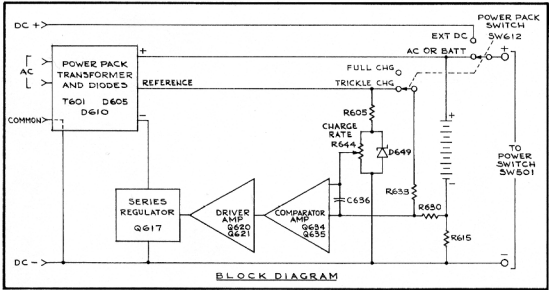 DC +
POWER PACK
SWITCH
SW612
EXT DC
AC OR BATT
+
+
POWER PACK
TRANSFORMER
AND DIODES
T601 D605
D610
AC
REFERENCE
FULL CHG
TRICKLE CHG
COMMON
-
R605
CHARGE
RATE
R644
D649
+
-
TO
POWER
SWITCH
SW501
SERIES
REGULATOR
Q617
DRIVER
AMP
Q620
Q621
COMPARATOR
AMP
Q634
Q635
C636
R633
R630
R615
DC -
-
BLOCK DIAGRAM